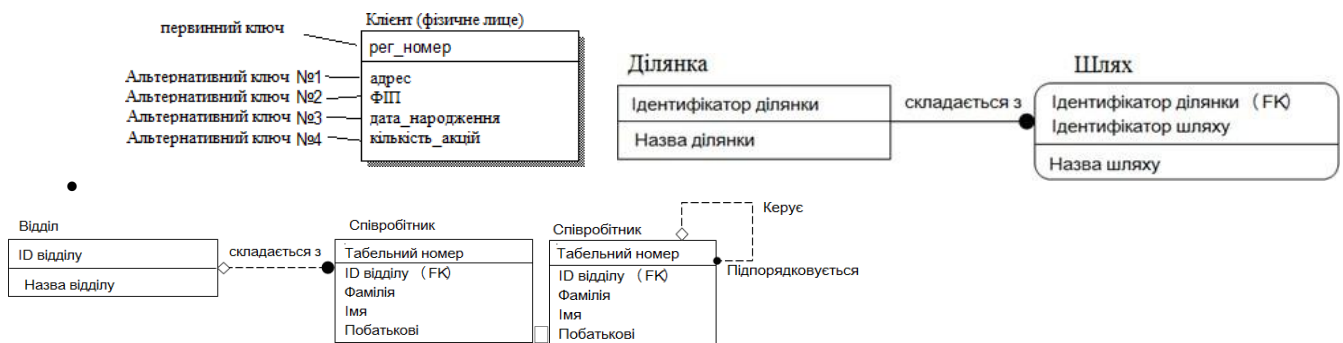 Клієнт (фізичне лице)
первинний ключ
рег_номер
Альтернативний ключ №1
адрес
Альтернативний ключ №2
ФІП
Альтернативний ключ №3
дата_народження
Альтернативний ключ №4
кількість_акцій
Ділянка
Ідентифікатор ділянки
Назва ділянки
складається з
Шлях
Ідентифікатор ділянки (FK)
Ідентифікатор шляху
Назва шляху
Відділ
ID відділу
Назва відділу
складається з
Співробітник
Табельний номер
ID відділу (FK)
Фамілія
Імя
Побатькові
Співробітник
Табельний номер
ID відділу (FK)
Фамілія
Імя
Побатькові
Керує
Підпорядковується